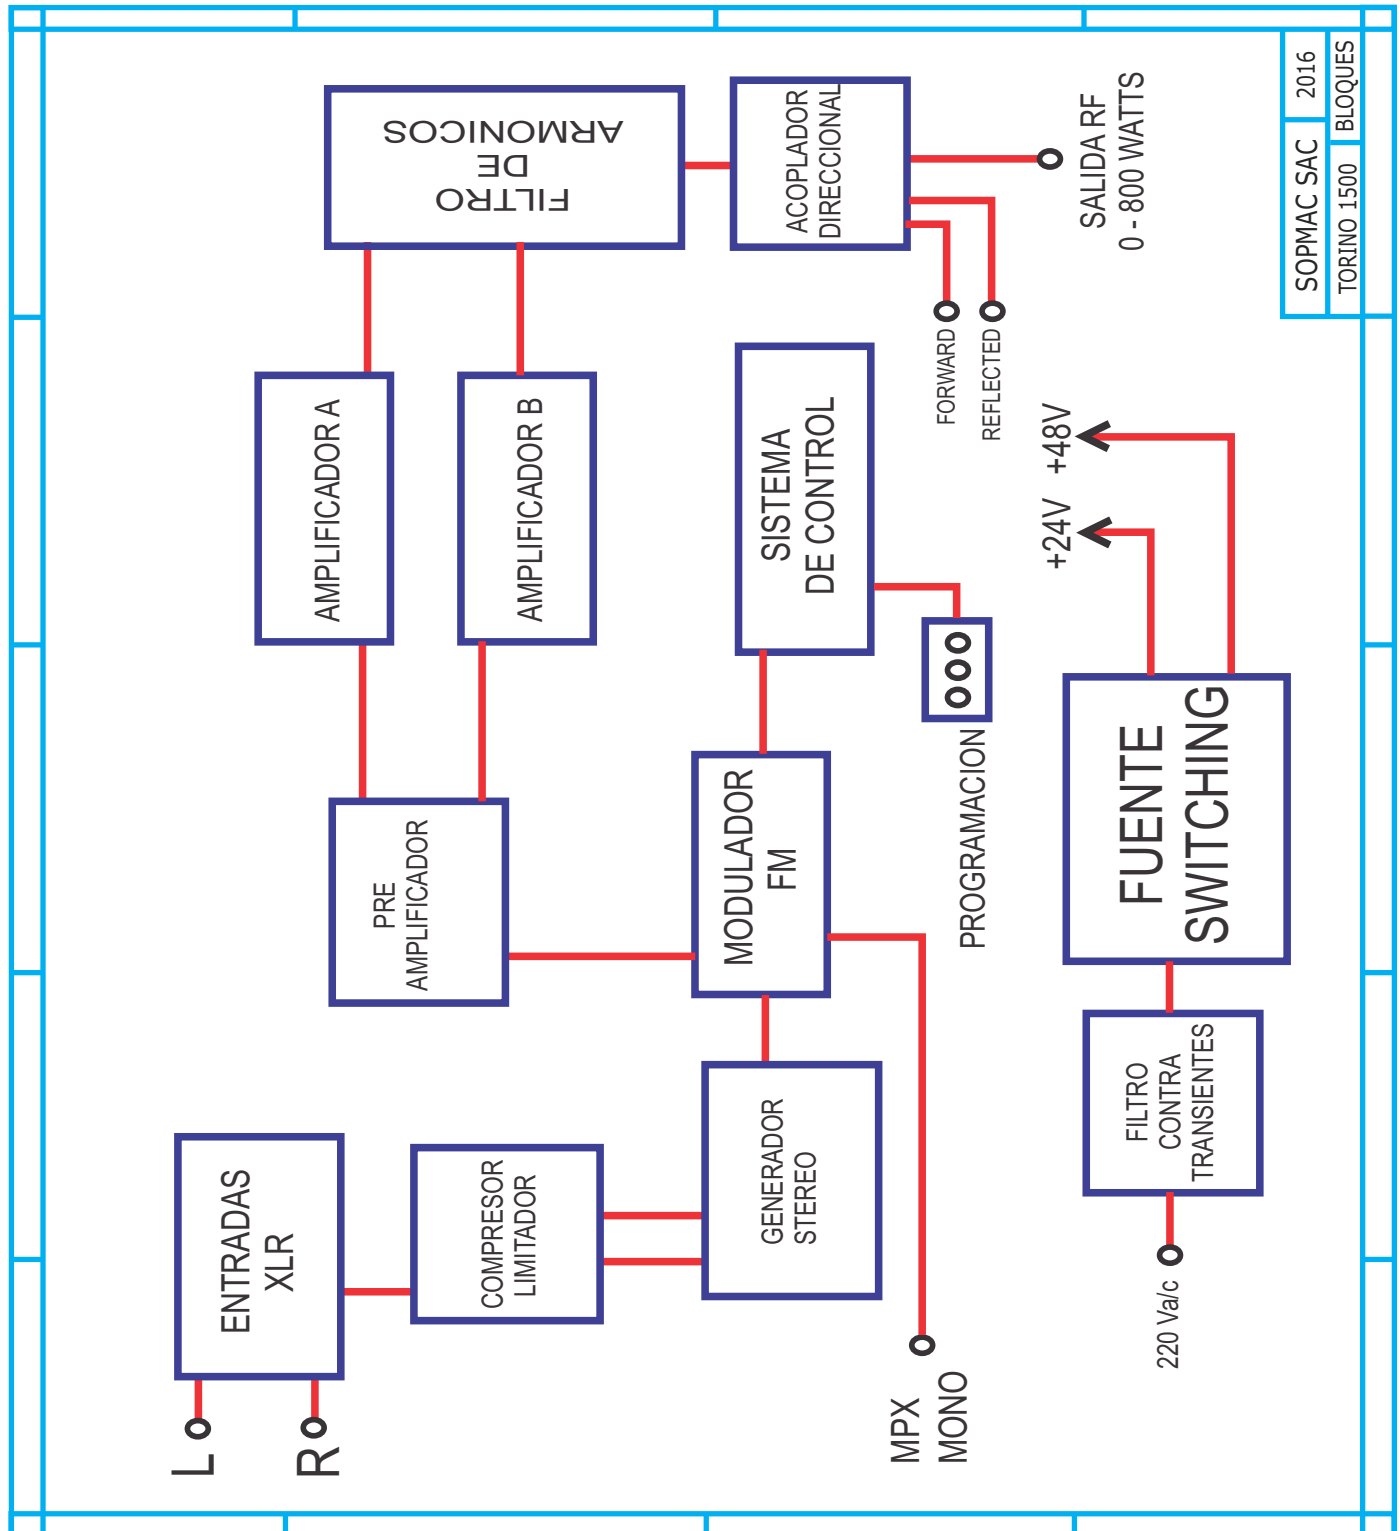 L
R
ENTRADAS
XLR
COMPRESOR
LIMITADOR
GENERADOR
STEREO
MPX
MONO
MODULADOR
FM
PRE
AMPLIFICADOR
AMPLIFICADOR A
AMPLIFICADOR B
FILTRO
DE
ARMONICOS
ACOPLADOR
DIRECCIONAL
SALIDA RF
0 - 800 WATTS
FORWARD
REFLECTED
SISTEMA
DE CONTROL
PROGRAMACION
220 Va/c
FILTRO
CONTRA
TRANSIENTES
FUENTE
SWITCHING
+24V
+48V
SOPMAC SAC
2016
TORINO 1500
BLOQUES